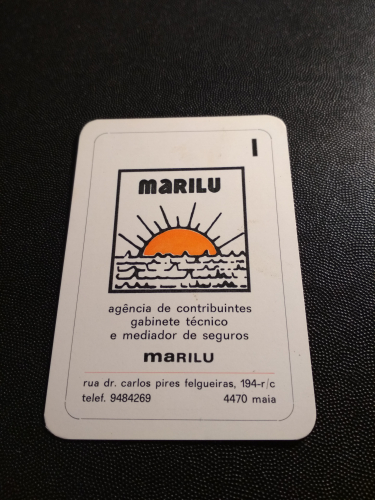 MARILU
agência de contribuintes
gabinete técnico
e mediador de seguros
MARILU
rua dr. carlos pires felgueiras, 194-r/c
telef. 9484269 4470 maia